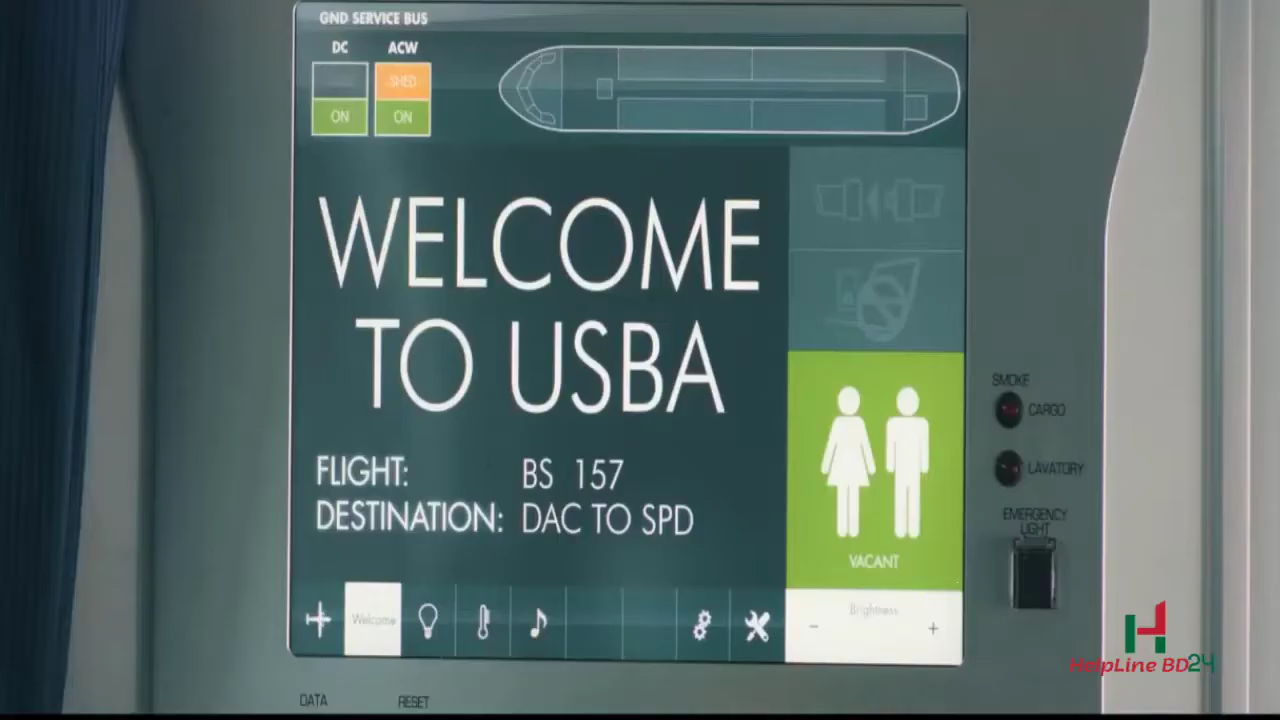 GND SERVICE BUS
DC ACW
SHED
ON ON
WELCOME
TO USBA
FLIGHT: BS 157
DESTINATION: DAC TO SPD
VACANT
Welcome
Brightness
- +
SMOKE
CARGO
LAVATORY
EMERGENCY
LIGHT
DATA RESET
HelpLine BD24